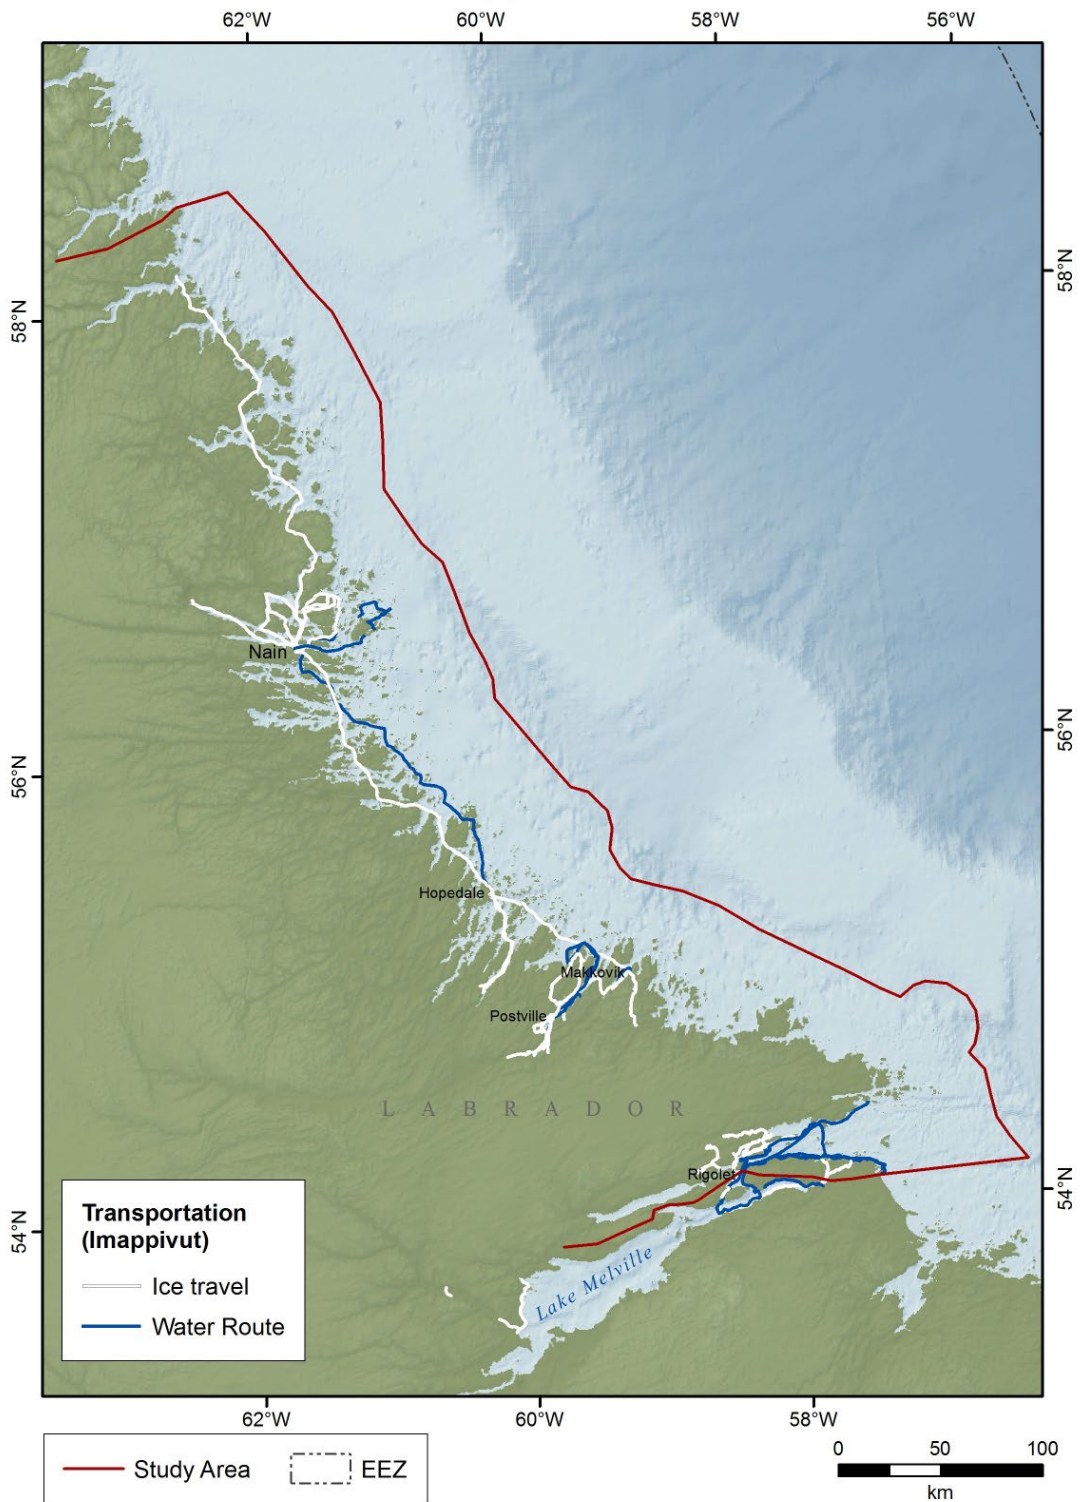 62°W 60°W 58°W 56°W
58°N
58°N
Nain
56°N
56°N
Hopedale
Makkovik
Postville
LABRADOR
Rigolet
54°N
54°N
Lake Melville
Transportation
(Imappivut)
Ice travel
Water Route
62°W 60°W 58°W
Study Area EEZ
0 50 100
km